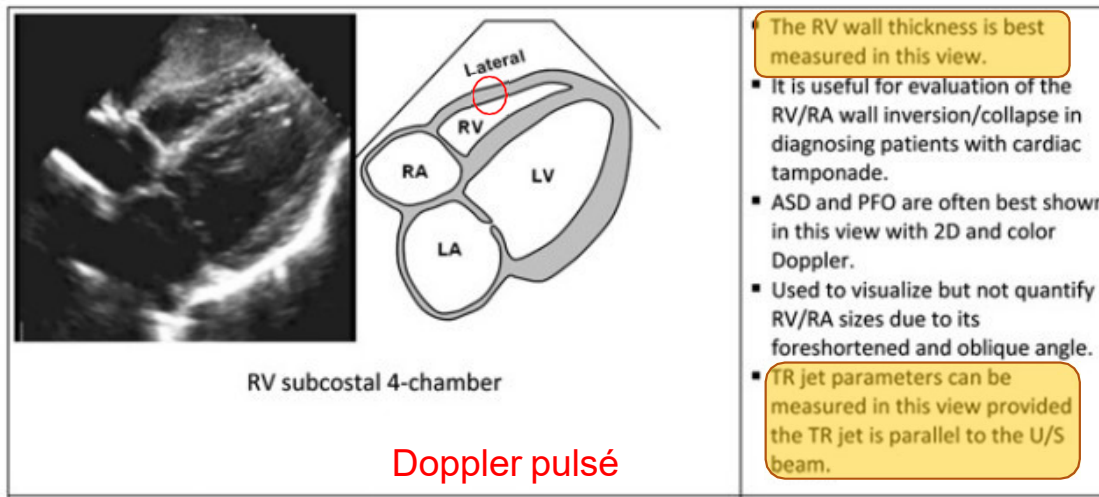 Lateral
RV
RA
LV
LA
RV subcostal 4-chamber
Doppler pulsé
▪ The RV wall thickness is best
measured in this view.
▪ It is useful for evaluation of the
RV/RA wall inversion/collapse in
diagnosing patients with cardiac
tamponade.
▪ ASD and PFO are often best shown
in this view with 2D and color
Doppler.
▪ Used to visualize but not quantify
RV/RA sizes due to its
foreshortened and oblique angle.
▪ TR jet parameters can be
measured in this view provided
the TR jet is parallel to the U/S
beam.